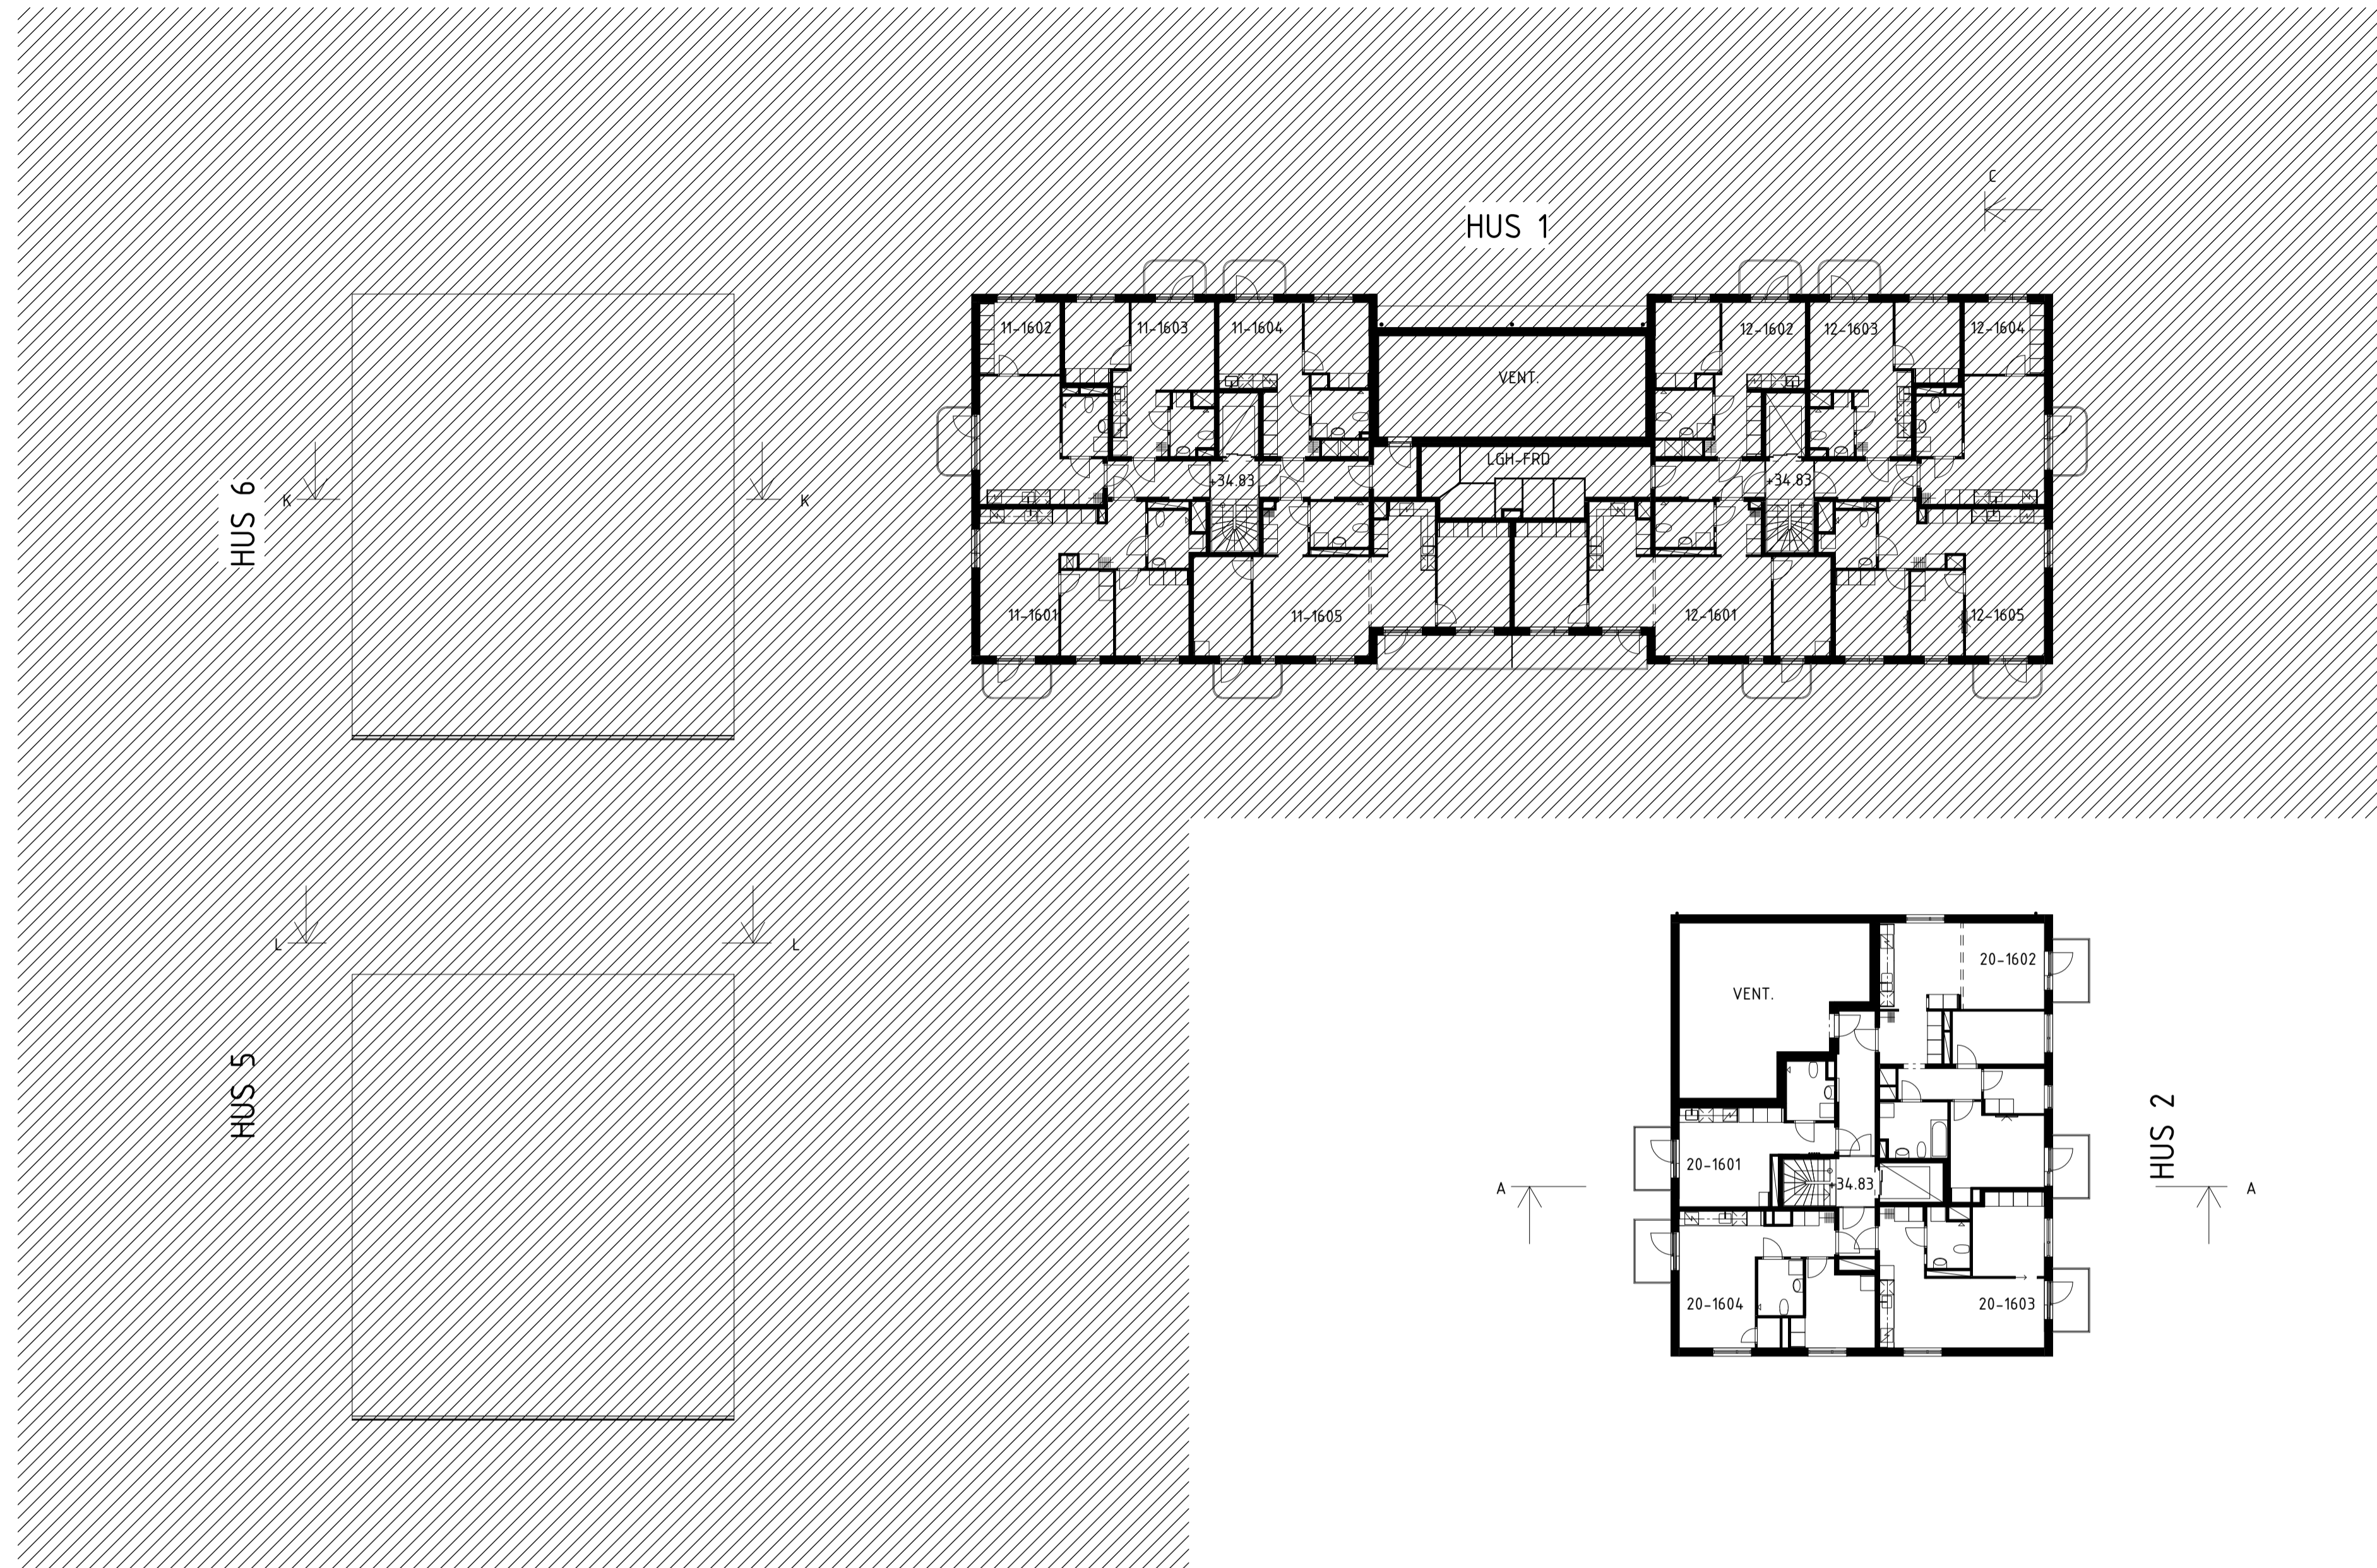 C
HUS 1
11-1602
11-1603
11-1604
12-1602
12-1603
12-1604
VENT.
LGH-FRD
+34.83
+34.83
HUS 6
K
K
11-1601
11-1605
12-1601
12-1605
L
L
20-1602
VENT.
HUS 5
HUS 2
20-1601
+34.83
A
A
20-1604
20-1603